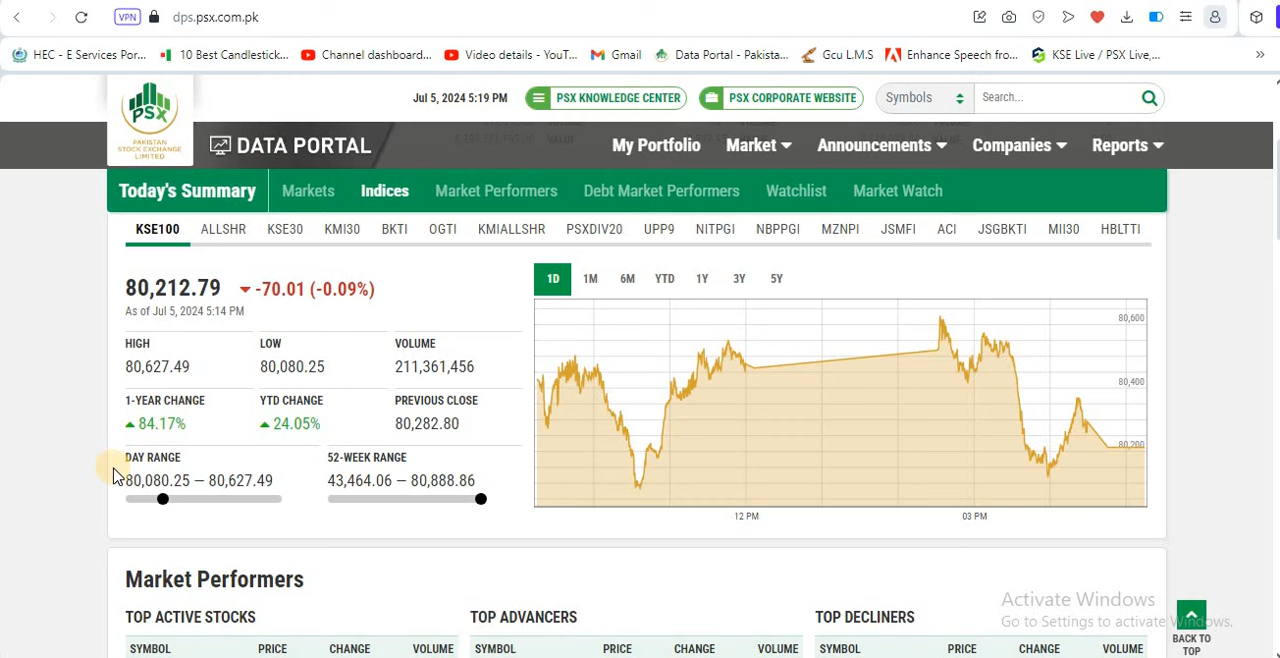 dps.psx.com.pk
VPN
HEC - E Services Por...
10 Best Candlestick...
Channel dashboard...
Video details - YouT...
Gmail
Data Portal - Pakista...
Gcu L.M.S
Enhance Speech fro...
KSE Live / PSX Live,...
PSX
PAKISTAN
STOCK EXCHANGE
LIMITED
Jul 5, 2024 5:19 PM
PSX KNOWLEDGE CENTER
PSX CORPORATE WEBSITE
Symbols
Search...
DATA PORTAL
My Portfolio
Market
Announcements
Companies
Reports
Today's Summary
Markets
Indices
Market Performers
Debt Market Performers
Watchlist
Market Watch
KSE100 ALLSHR KSE30 KMI30 BKTI OGTI KMIALLSHR PSXDIV20 UPP9 NITPGI NBPPGI MZNPI JSMFI ACI JSGBKTI MII30 HBLTTI
80,212.79 -70.01 (-0.09%)
As of Jul 5, 2024 5:14 PM
HIGH LOW VOLUME
80,627.49 80,080.25 211,361,456
1-YEAR CHANGE YTD CHANGE PREVIOUS CLOSE
84.17% 24.05% 80,282.80
DAY RANGE 52-WEEK RANGE
80,080.25 — 80,627.49 43,464.06 — 80,888.86
1D 1M 6M YTD 1Y 3Y 5Y
80,600
80,400
80,200
12 PM 03 PM
Market Performers
TOP ACTIVE STOCKS TOP ADVANCERS TOP DECLINERS
SYMBOL PRICE CHANGE VOLUME SYMBOL PRICE CHANGE VOLUME SYMBOL PRICE CHANGE VOLUME
Activate Windows
Go to Settings to activate Windows.
BACK TO
TOP